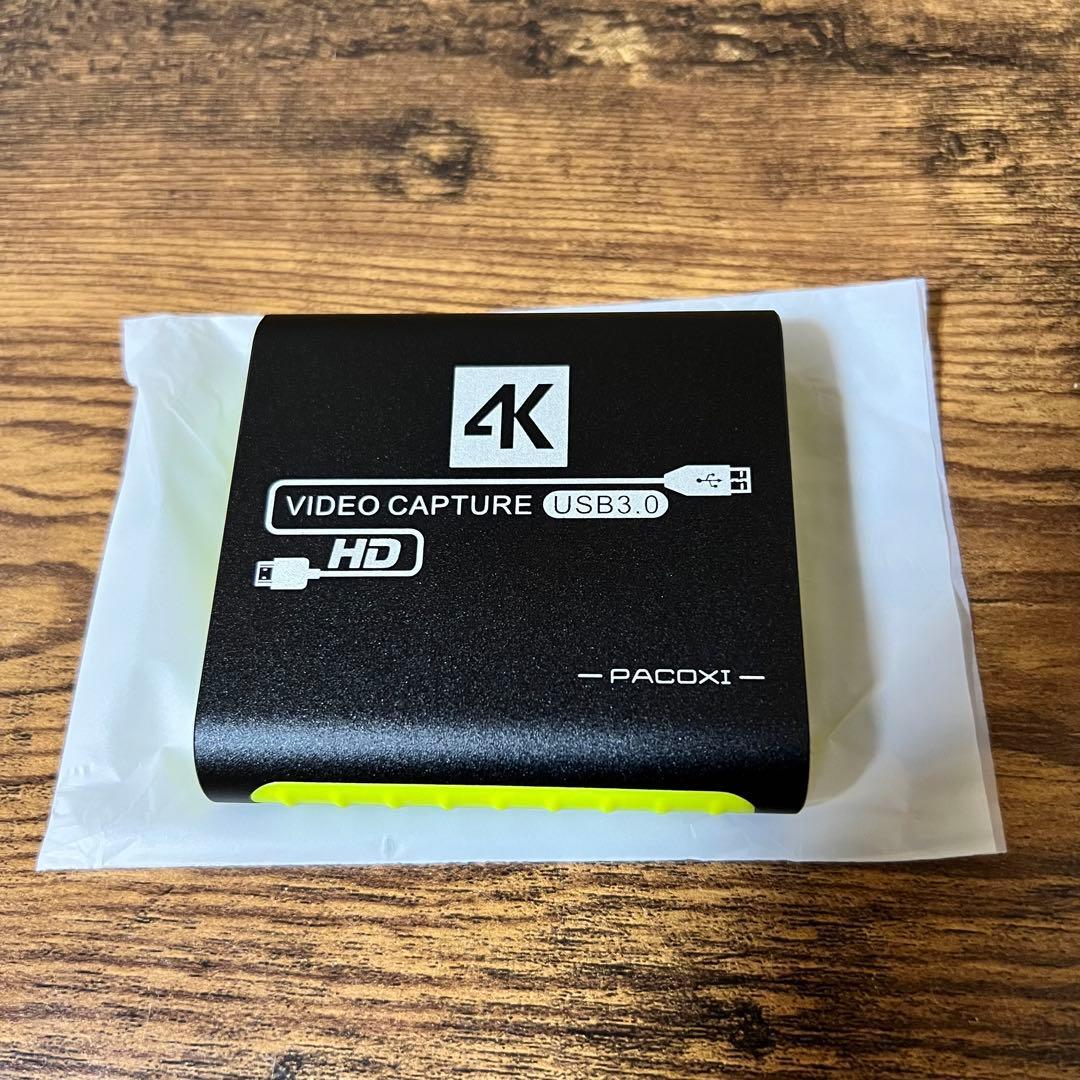 4K
VIDEO CAPTURE USB3.0
HD
PACOXI